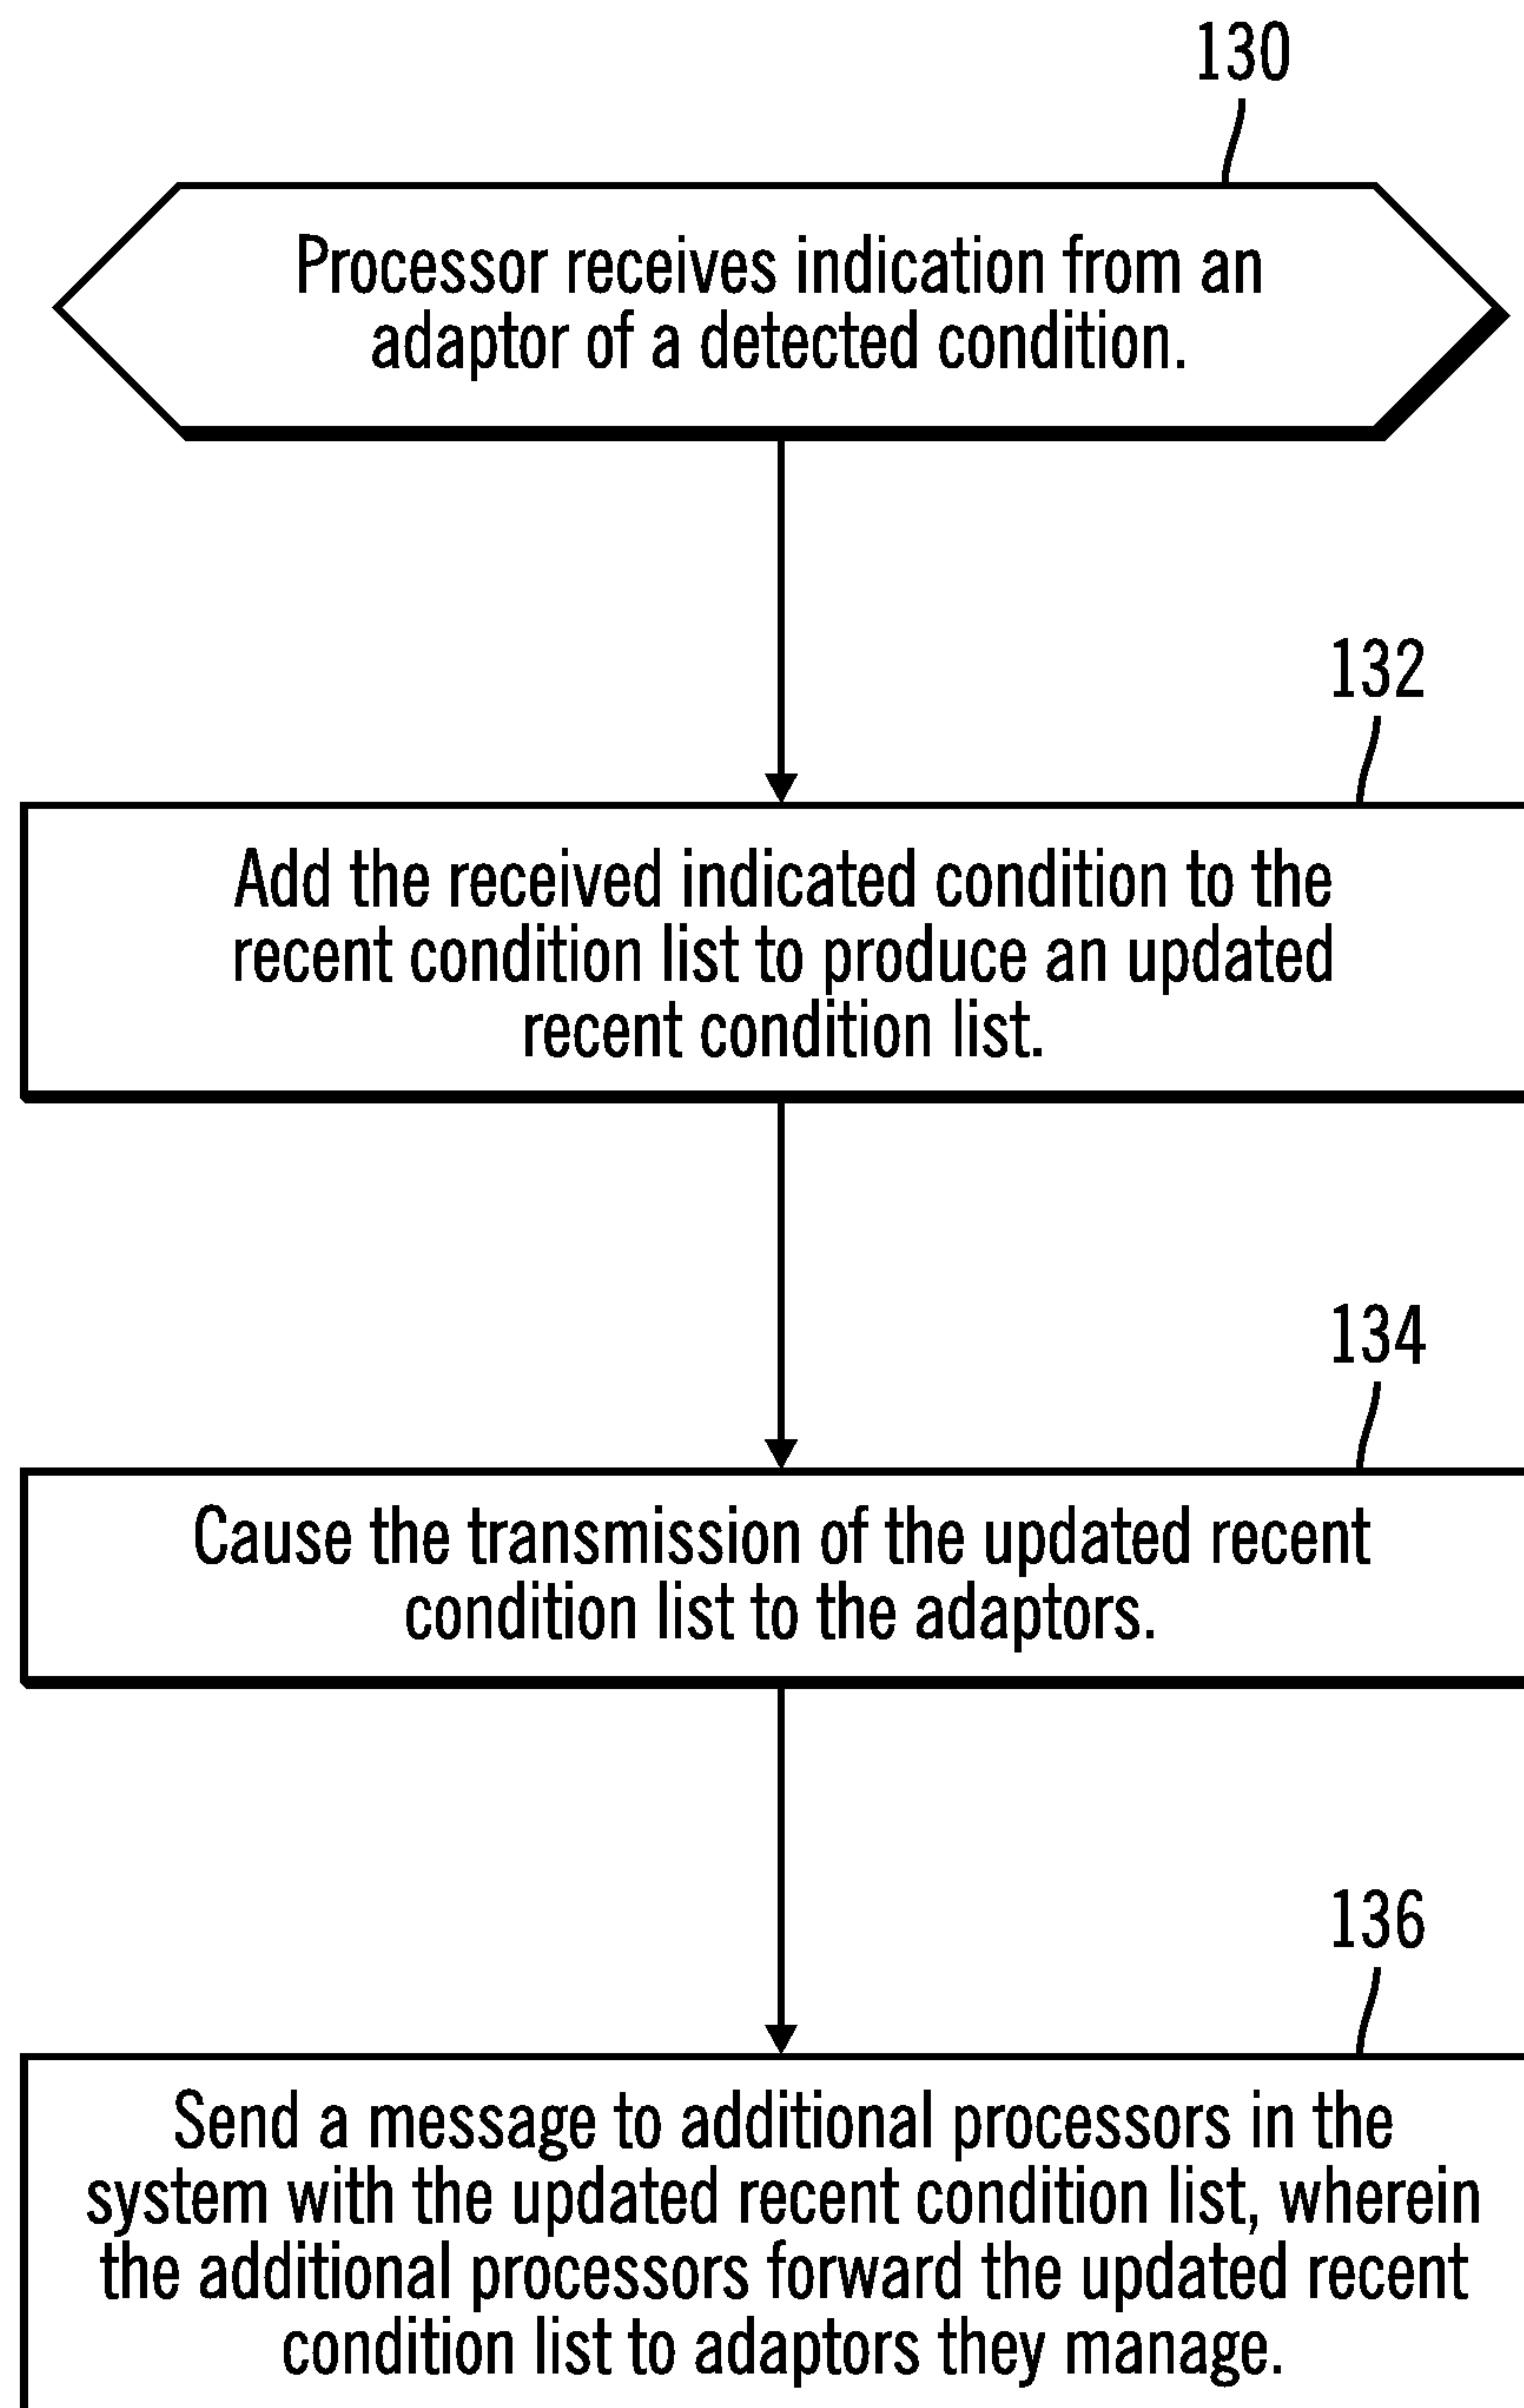 130
Processor receives indication from an
adaptor of a detected condition.
132
Add the received indicated condition to the
recent condition list to produce an updated
recent condition list.
134
Cause the transmission of the updated recent
condition list to the adaptors.
136
Send a message to additional processors in the
system with the updated recent condition list, wherein
the additional processors forward the updated recent
condition list to adaptors they manage.